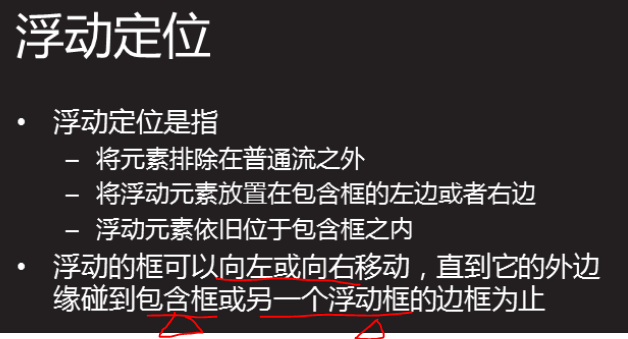 浮动定位
• 浮动定位是指
– 将元素排除在普通流之外
– 将浮动元素放置在包含框的左边或者右边
– 浮动元素依旧位于包含框之内
• 浮动的框可以向左或向右移动，直到它的外边
缘碰到包含框或另一个浮动框的边框为止